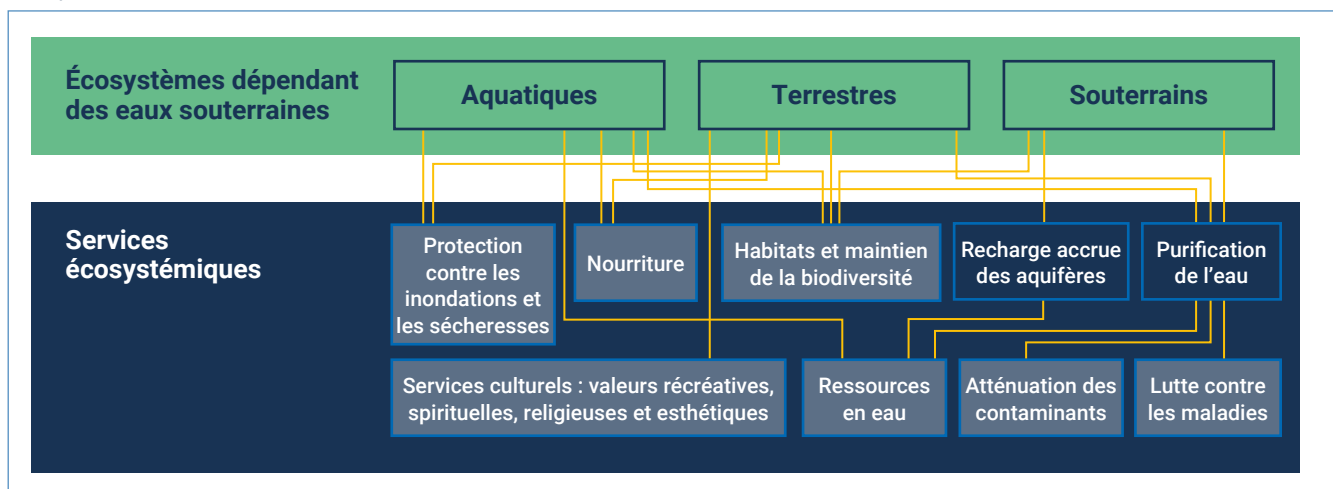 Écosystèmes dépendant
des eaux souterraines
Aquatiques
Terrestres
Souterrains
Services
écosystémiques
Protection
contre les
inondations et
les sécheresses
Nourriture
Habitats et maintien
de la biodiversité
Recharge accrue
des aquifères
Purification
de l’eau
Services culturels : valeurs récréatives,
spirituelles, religieuses et esthétiques
Ressources
en eau
Atténuation des
contaminants
Lutte contre
les maladies